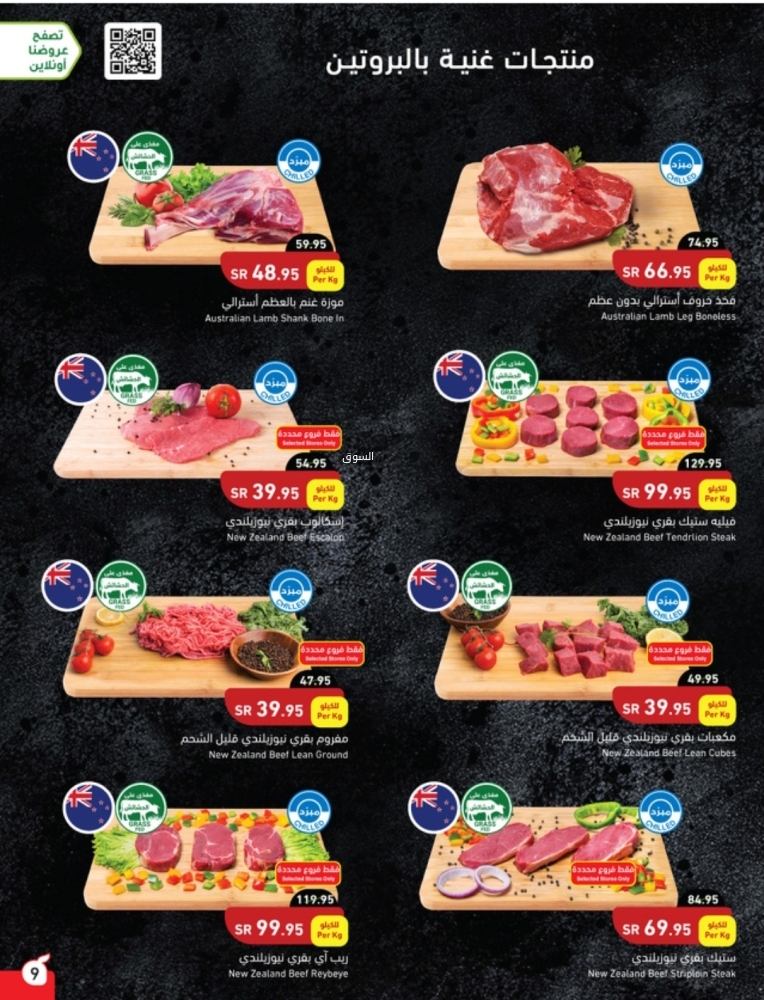 تصفح
عروضنا
أونلاين
منتجات غنية بالبروتين
مغذى على
الحشائش
GRASS
FED
مبرّد
CHILLED
59.95
SR 48.95
للكيلو
Per Kg
موزة غنم بالعظم أسترالي
Australian Lamb Shank Bone In
مبرّد
CHILLED
74.95
SR 66.95
للكيلو
Per Kg
فخذ خروف أسترالي بدون عظم
Australian Lamb Leg Boneless
مغذى على
الحشائش
GRASS
FED
مبرّد
CHILLED
فقط فروع محددة
Selected Stores Only
54.95
SR 39.95
للكيلو
Per Kg
إسكالوب بقري نيوزيلندي
New Zealand Beef Escalop
السوق
مغذى على
الحشائش
GRASS
FED
مبرّد
CHILLED
فقط فروع محددة
Selected Stores Only
129.95
SR 99.95
للكيلو
Per Kg
فيليه ستيك بقري نيوزيلندي
New Zealand Beef Tendrlion Steak
مغذى على
الحشائش
GRASS
FED
مبرّد
CHILLED
فقط فروع محددة
Selected Stores Only
47.95
SR 39.95
للكيلو
Per Kg
مفروم بقري نيوزيلندي قليل الشحم
New Zealand Beef Lean Ground
مغذى على
الحشائش
GRASS
FED
مبرّد
CHILLED
فقط فروع محددة
Selected Stores Only
49.95
SR 39.95
للكيلو
Per Kg
مكعبات بقري نيوزيلندي قليل الشحم
New Zealand Beef Lean Cubes
مغذى على
الحشائش
GRASS
FED
مبرّد
CHILLED
فقط فروع محددة
Selected Stores Only
119.95
SR 99.95
للكيلو
Per Kg
ريب آي بقري نيوزيلندي
New Zealand Beef Reybeye
مغذى على
الحشائش
GRASS
FED
مبرّد
CHILLED
فقط فروع محددة
Selected Stores Only
84.95
SR 69.95
للكيلو
Per Kg
ستيك بقري نيوزيلندي
New Zealand Beef Striploin Steak
9